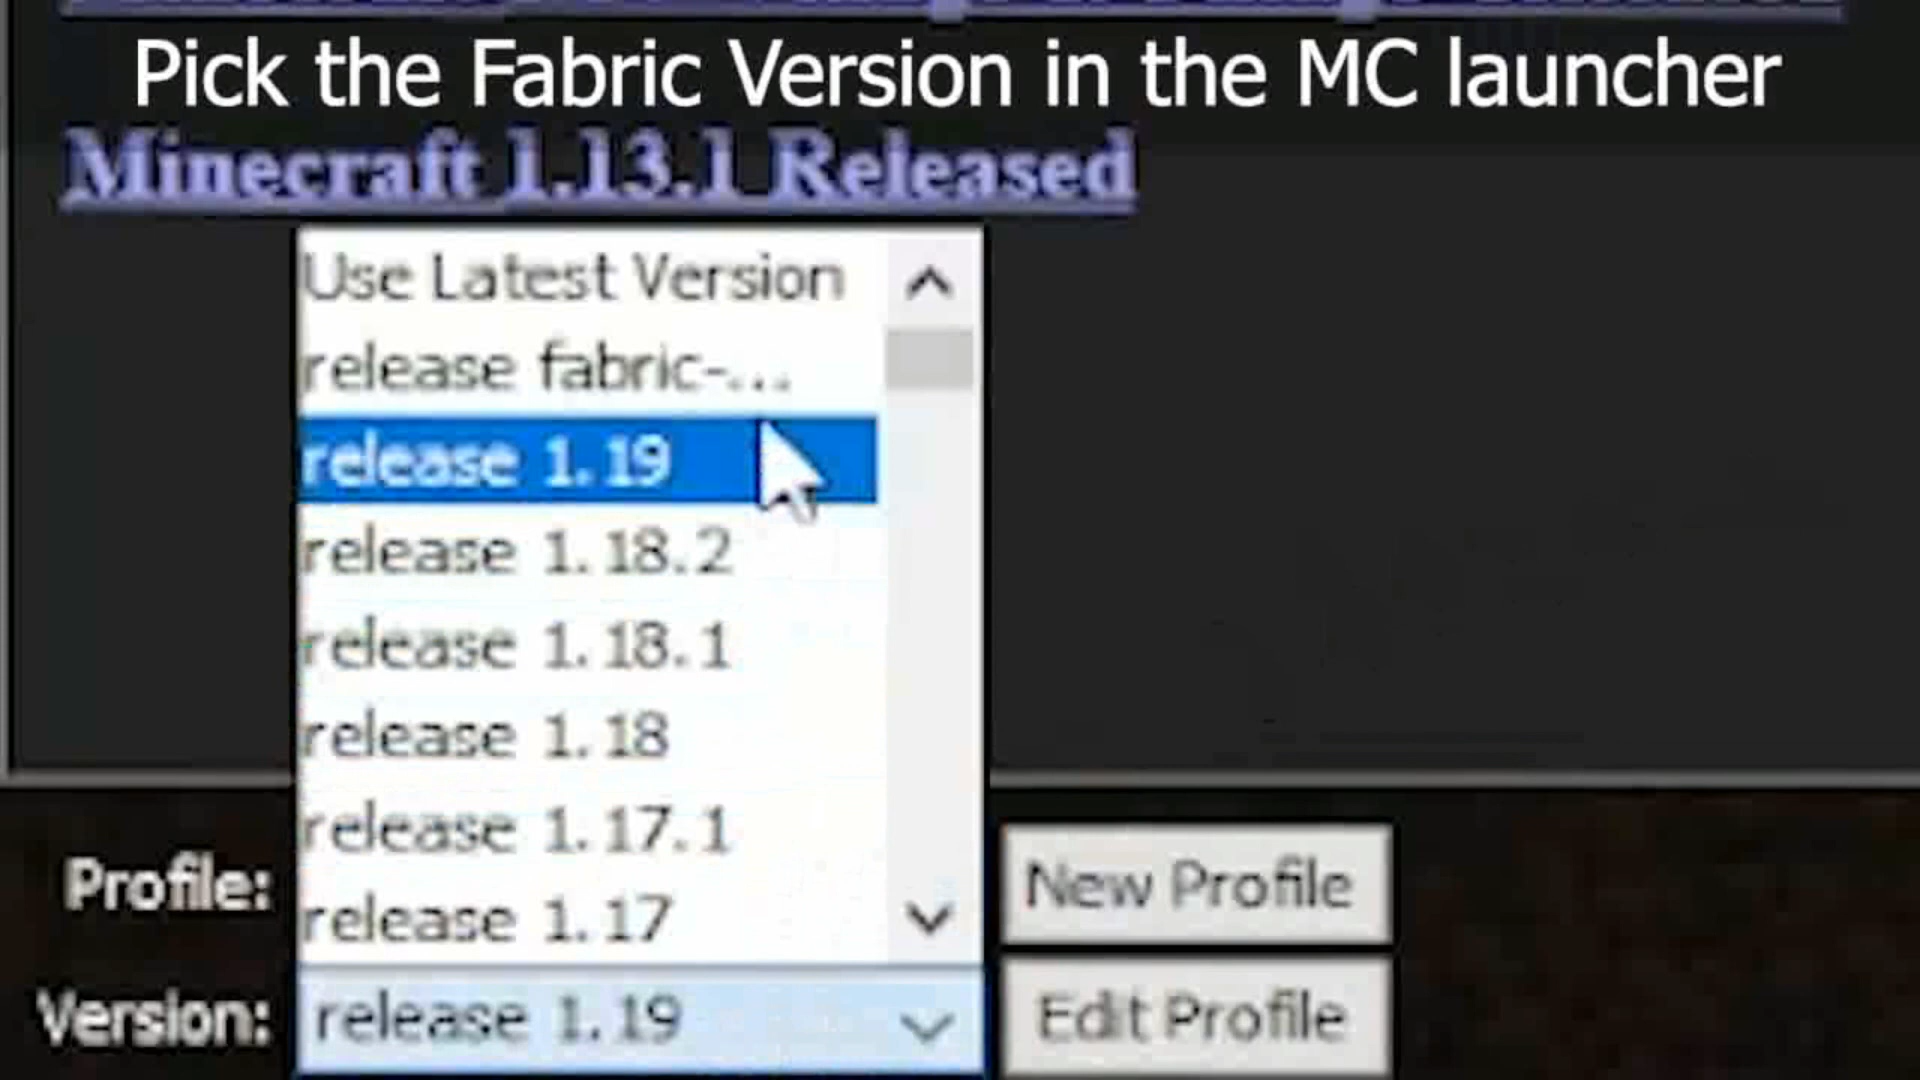 Pick the Fabric Version in the MC launcher
Minecraft 1.13.1 Released
Use Latest Version
release fabric-...
release 1.19
release 1.18.2
release 1.18.1
release 1.18
release 1.17.1
release 1.17
Profile:
New Profile
Version:
release 1.19
Edit Profile